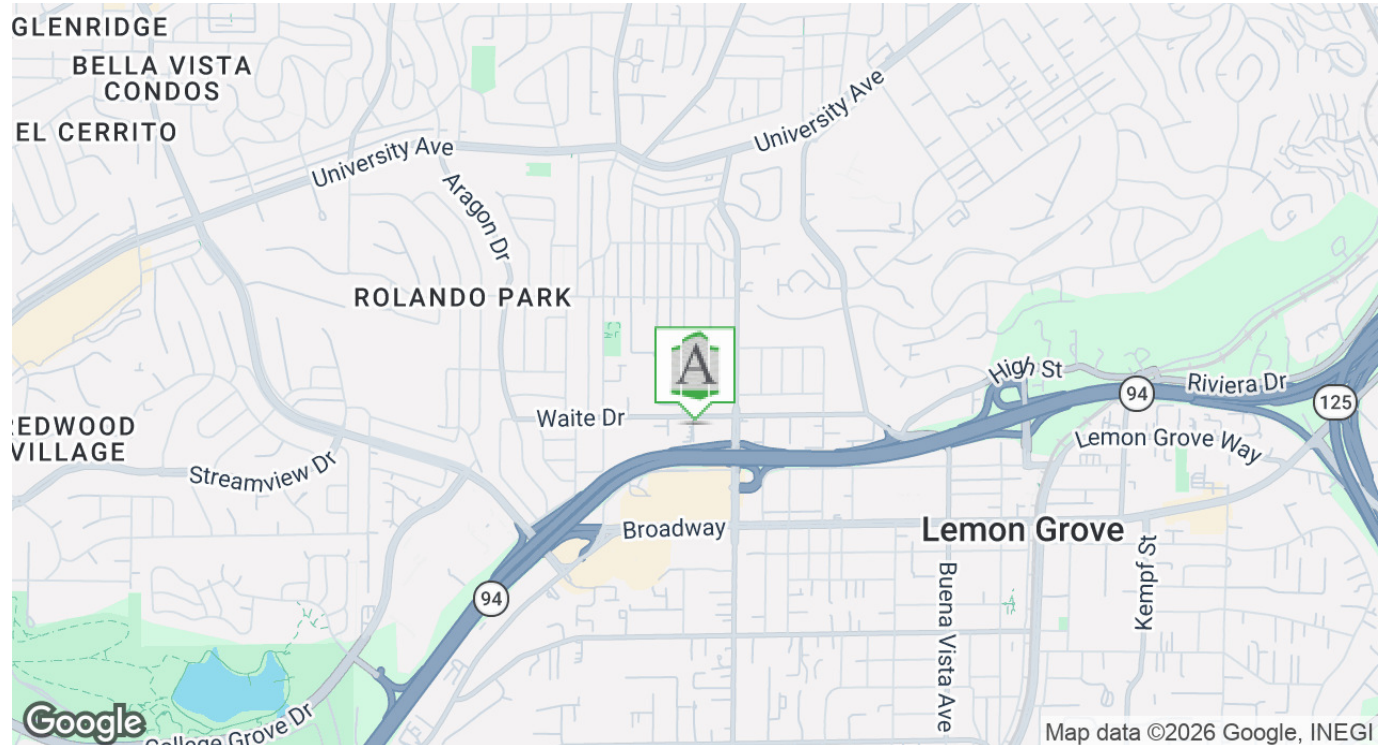 GLENRIDGE
BELLA VISTA
CONDOS
EL CERRITO
University Ave
University Ave
Aragon Dr
ROLANDO PARK
A
High St
94
Riviera Dr
125
Waite Dr
REDWOOD
VILLAGE
Lemon Grove Way
Streamview Dr
Broadway
Lemon Grove
Kempf St
Buena Vista Ave
94
College Grove Dr
Google
Map data ©2026 Google, INEGI